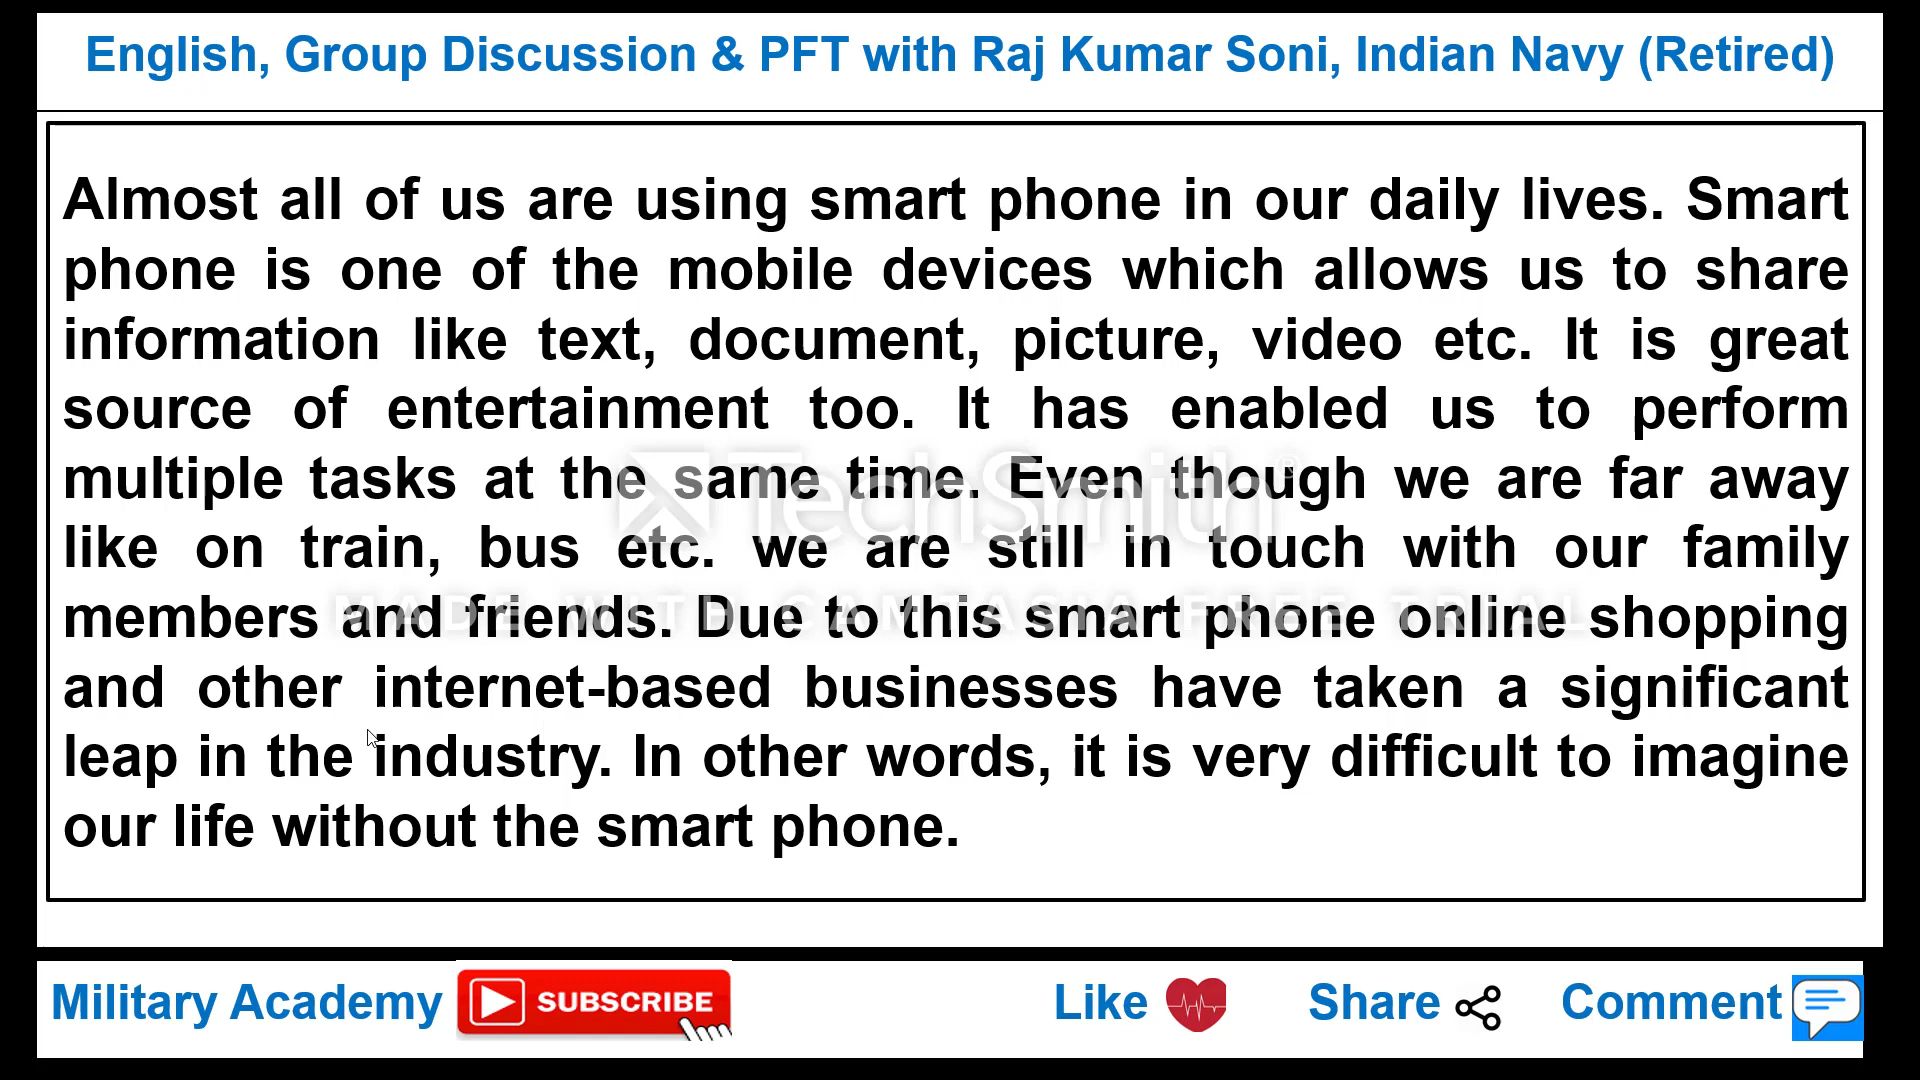 English, Group Discussion & PFT with Raj Kumar Soni, Indian Navy (Retired)
Almost all of us are using smart phone in our daily lives. Smart
phone is one of the mobile devices which allows us to share
information like text, document, picture, video etc. It is great
source of entertainment too. It has enabled us to perform
multiple tasks at the same time. Even though we are far away
like on train, bus etc. we are still in touch with our family
members and friends. Due to this smart phone online shopping
and other internet-based businesses have taken a significant
leap in the industry. In other words, it is very difficult to imagine
our life without the smart phone.
TechSmith®
MADE WITH CAMTASIA FREE TRIAL
Military Academy SUBSCRIBE Like Share Comment